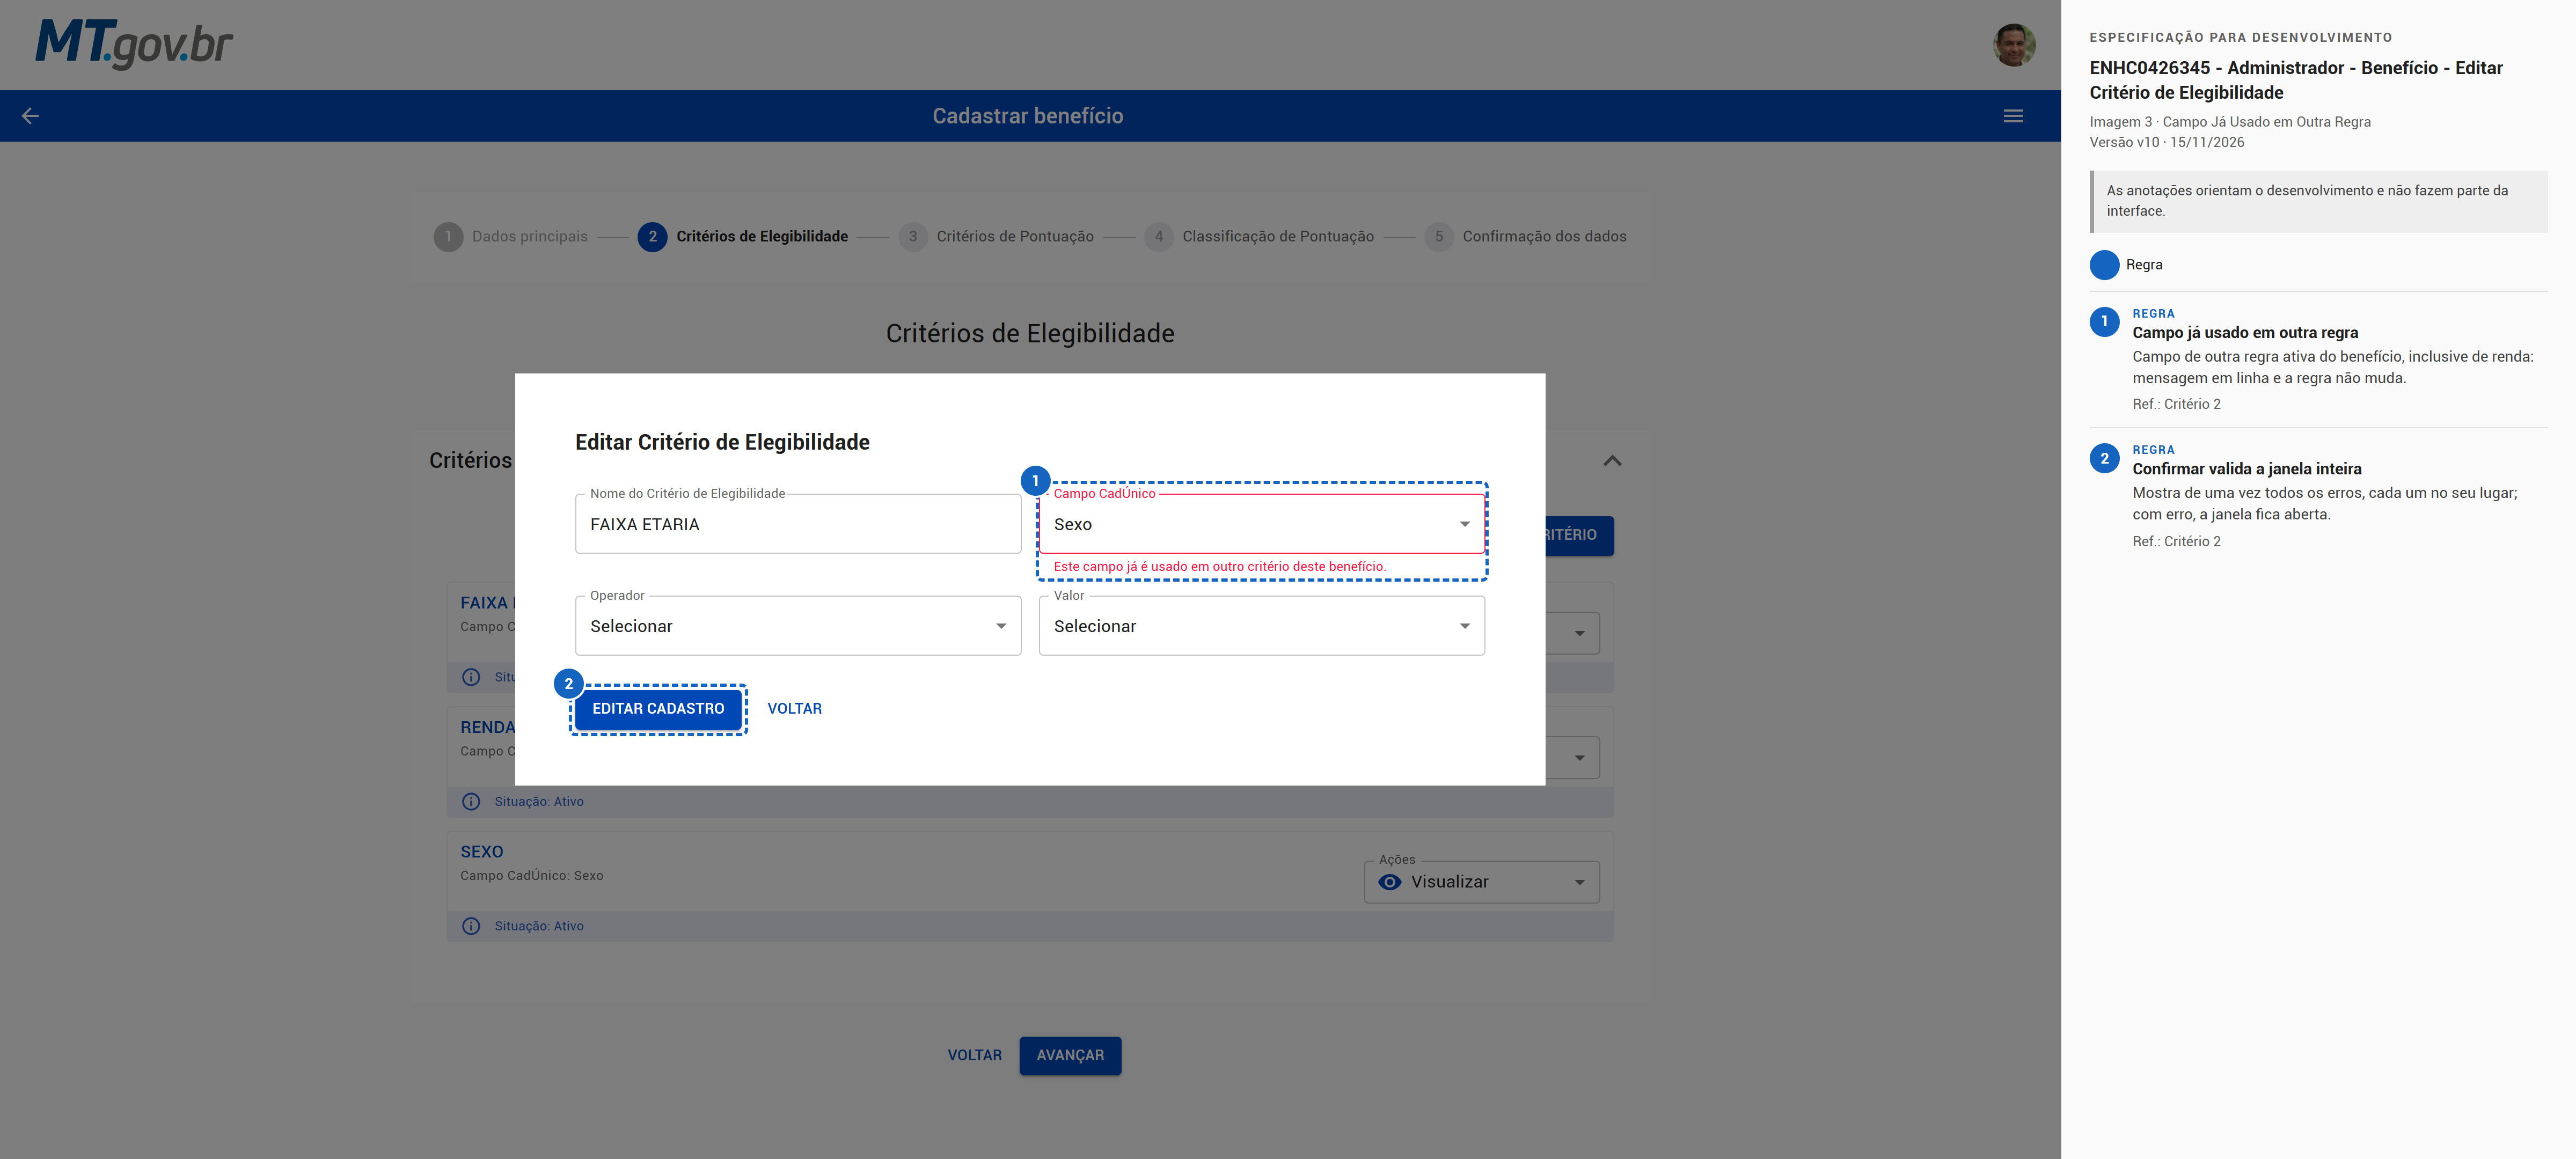 MT.gov.br
Cadastrar benefício
1 Dados principais
2 Critérios de Elegibilidade
3 Critérios de Pontuação
4 Classificação de Pontuação
5 Confirmação dos dados
Critérios de Elegibilidade
Critérios
Editar Critério de Elegibilidade
Nome do Critério de Elegibilidade
FAIXA ETARIA
1
Campo CadÚnico
Sexo
Este campo já é usado em outro critério deste benefício.
Operador
Selecionar
Valor
Selecionar
2
EDITAR CADASTRO
VOLTAR
FAIXA
Campo
RENDA
Campo
Situação: Ativo
SEXO
Campo CadÚnico: Sexo
Ações
Visualizar
Situação: Ativo
VOLTAR
AVANÇAR
ESPECIFICAÇÃO PARA DESENVOLVIMENTO
ENHC0426345 - Administrador - Benefício - Editar
Critério de Elegibilidade
Imagem 3 · Campo Já Usado em Outra Regra
Versão v10 · 15/11/2026
As anotações orientam o desenvolvimento e não fazem parte da
interface.
Regra
1
REGRA
Campo já usado em outra regra
Campo de outra regra ativa do benefício, inclusive de renda:
mensagem em linha e a regra não muda.
Ref.: Critério 2
2
REGRA
Confirmar valida a janela inteira
Mostra de uma vez todos os erros, cada um no seu lugar;
com erro, a janela fica aberta.
Ref.: Critério 2